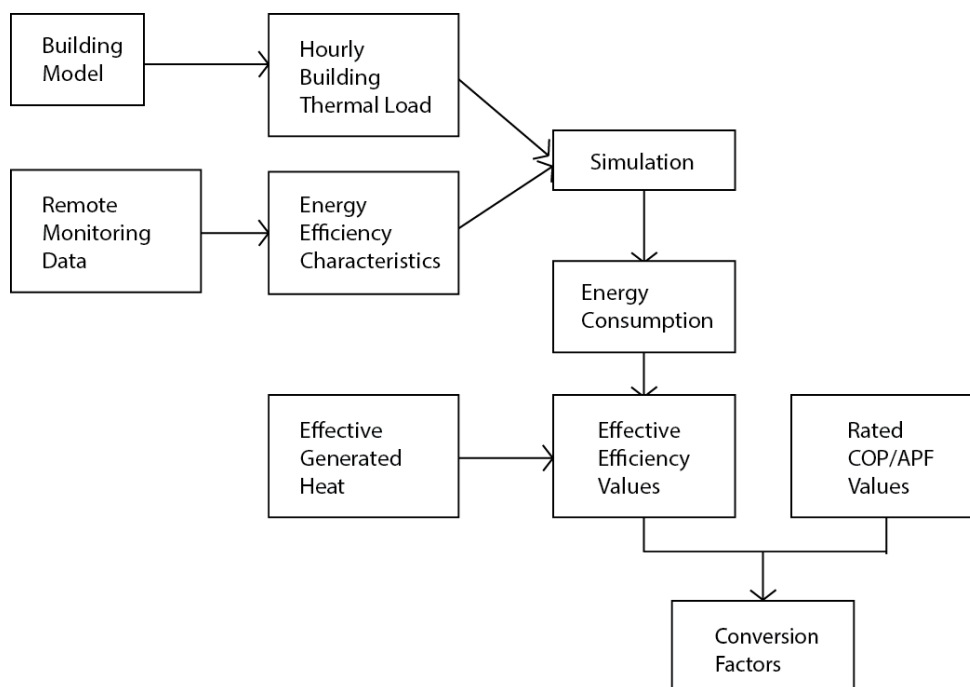 Building
Model
Hourly
Building
Thermal Load
Remote
Monitoring
Data
Energy
Efficiency
Characteristics
Simulation
Energy
Consumption
Effective
Generated
Heat
Effective
Efficiency
Values
Rated
COP/APF
Values
Conversion
Factors